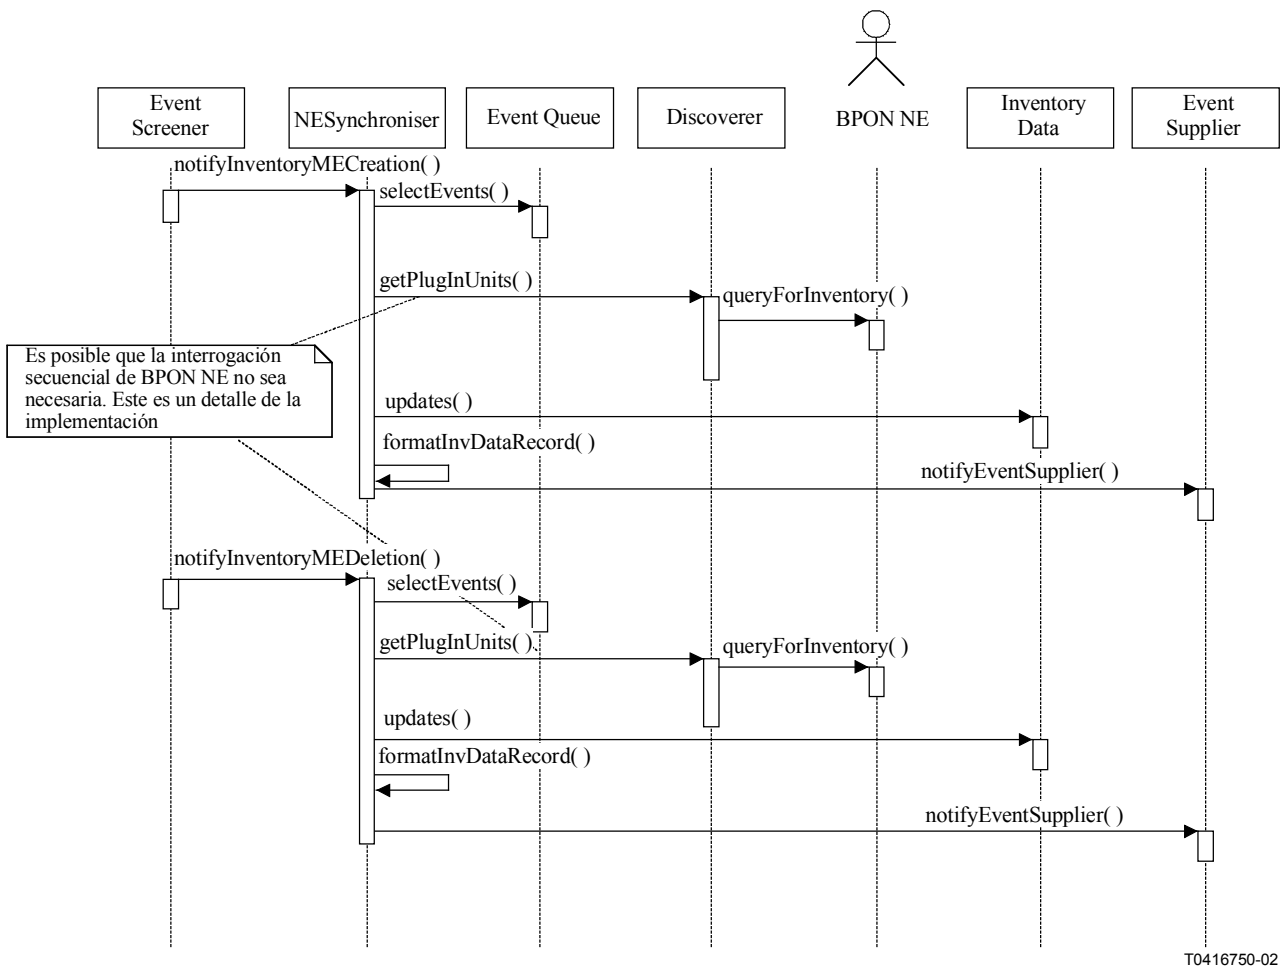 Event
Screener
NESynchroniser
Event Queue
Discoverer
BPON NE
Inventory
Data
Event
Supplier
notifyInventoryMECreation( )
selectEvents( )
getPlugInUnits( )
queryForInventory( )
Es posible que la interrogación
secuencial de BPON NE no sea
necesaria. Este es un detalle de la
implementación
updates( )
formatInvDataRecord( )
notifyEventSupplier( )
notifyInventoryMEDeletion( )
selectEvents( )
getPlugInUnits( )
queryForInventory( )
updates( )
formatInvDataRecord( )
notifyEventSupplier( )
T0416750-02